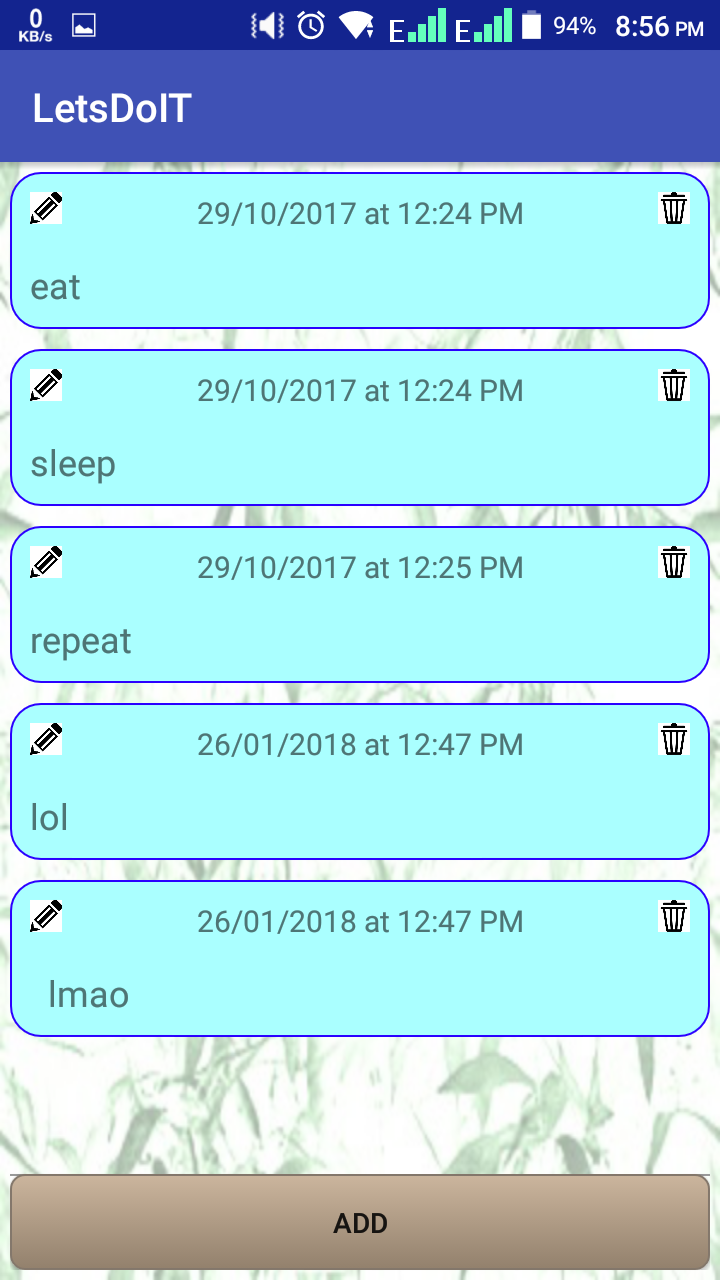 0
KB/s
E E 94% 8:56 PM
LetsDoIT
29/10/2017 at 12:24 PM
eat
29/10/2017 at 12:24 PM
sleep
29/10/2017 at 12:25 PM
repeat
26/01/2018 at 12:47 PM
lol
26/01/2018 at 12:47 PM
lmao
ADD